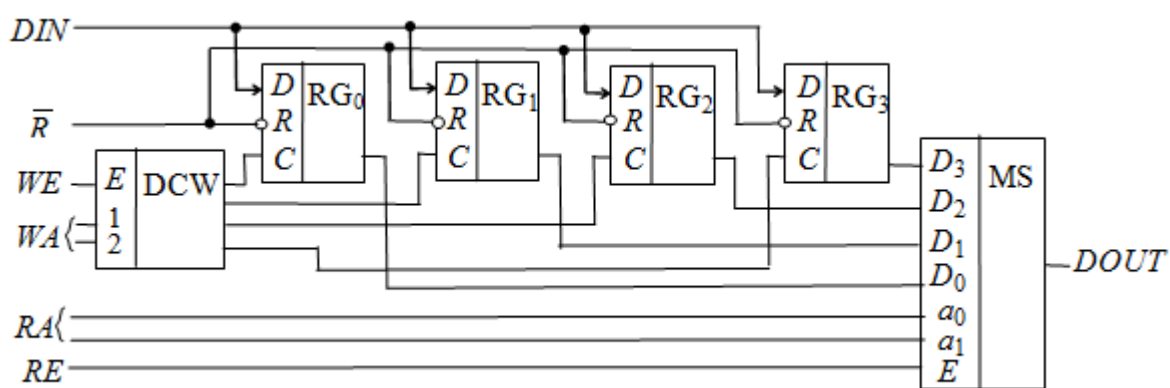 DIN
D RG₀
R
C
D RG₁
R
C
D RG₂
R
C
D RG₃
R
C
R̅
WE
WA{
E DCW
1
2
D₃ MS
D₂
D₁
D₀
a₀
a₁
E
DOUT
RA{
RE